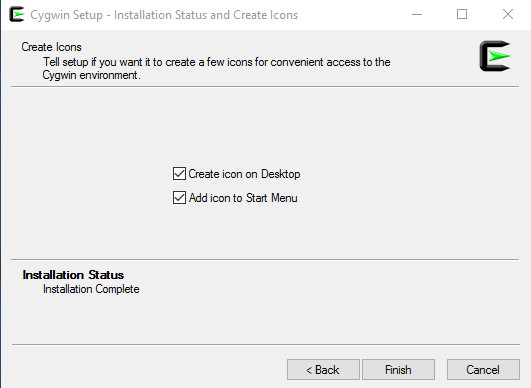 Cygwin Setup - Installation Status and Create Icons
Create Icons
Tell setup if you want it to create a few icons for convenient access to the
Cygwin environment.
Create icon on Desktop
Add icon to Start Menu
Installation Status
Installation Complete
< Back
Finish
Cancel